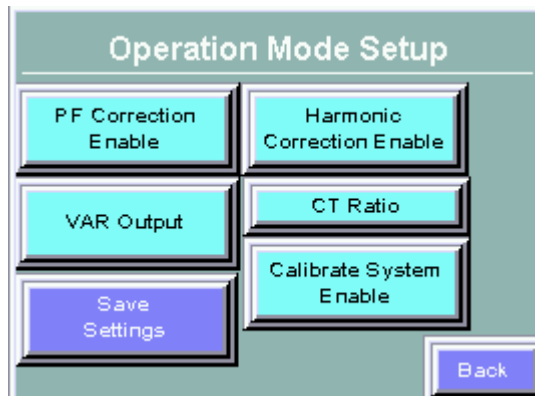 Operation Mode Setup
PF Correction
Enable
Harmonic
Correction Enable
VAR Output
CT Ratio
Calibrate System
Enable
Save
Settings
Back